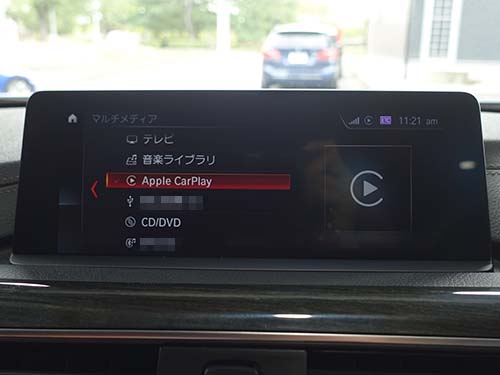 マルチメディア
11:21 am
テレビ
音楽ライブラリ
Apple CarPlay
CD/DVD